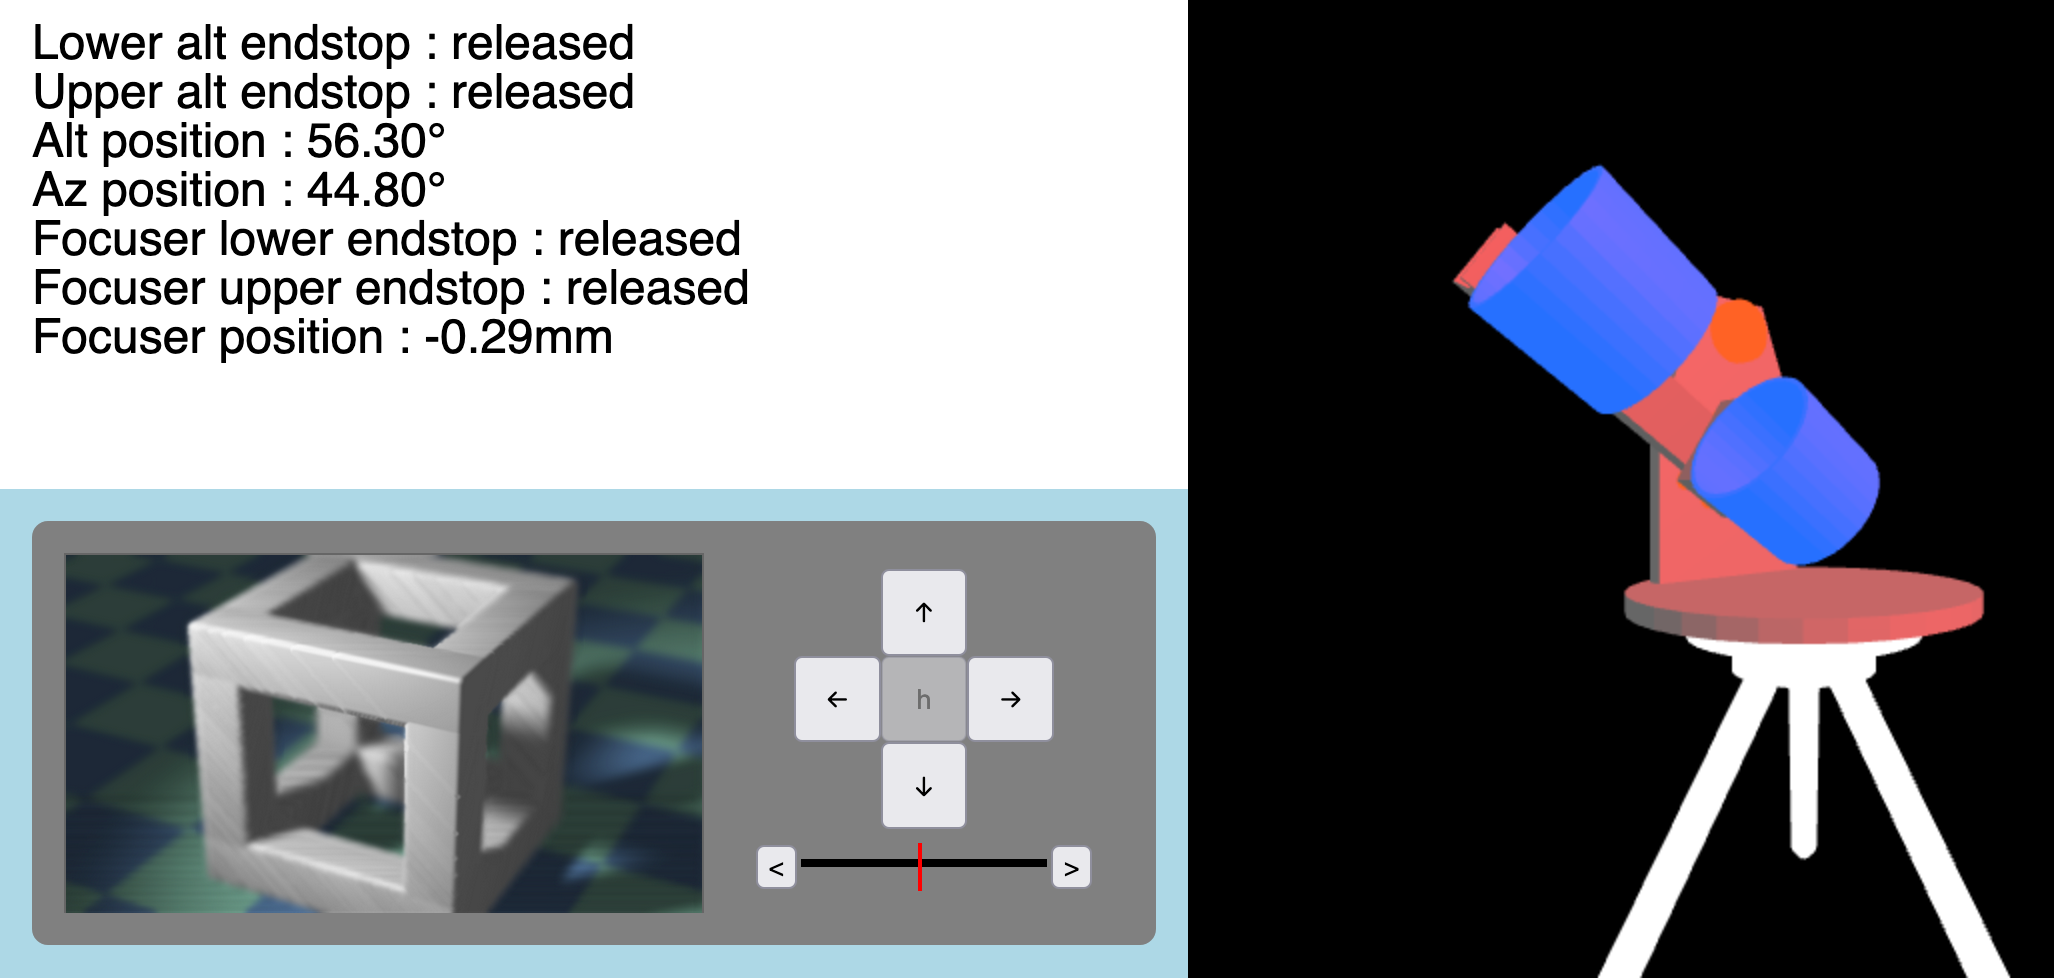 Lower alt endstop : released
Upper alt endstop : released
Alt position : 56.30°
Az position : 44.80°
Focuser lower endstop : released
Focuser upper endstop : released
Focuser position : -0.29mm
↑
← h →
↓
< >